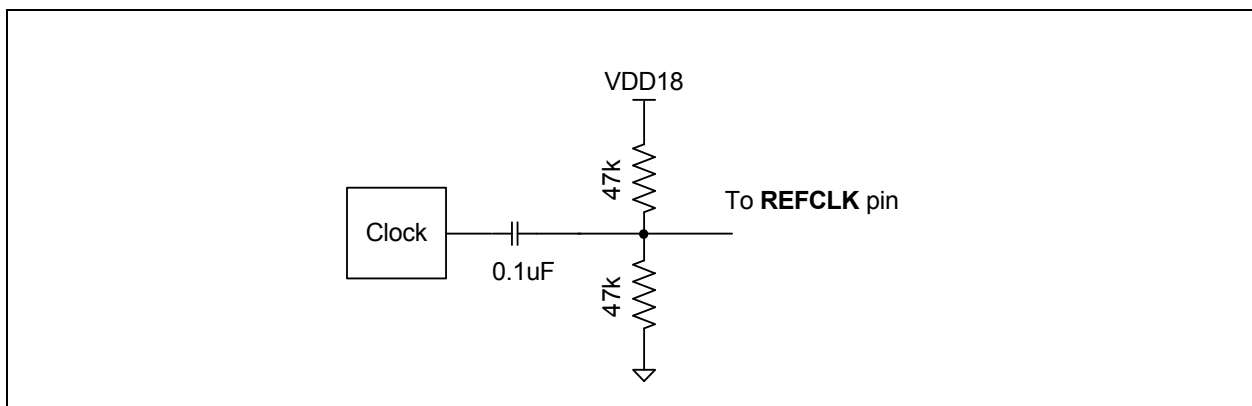 VDD18
47k
To REFCLK pin
Clock
0.1uF
47k